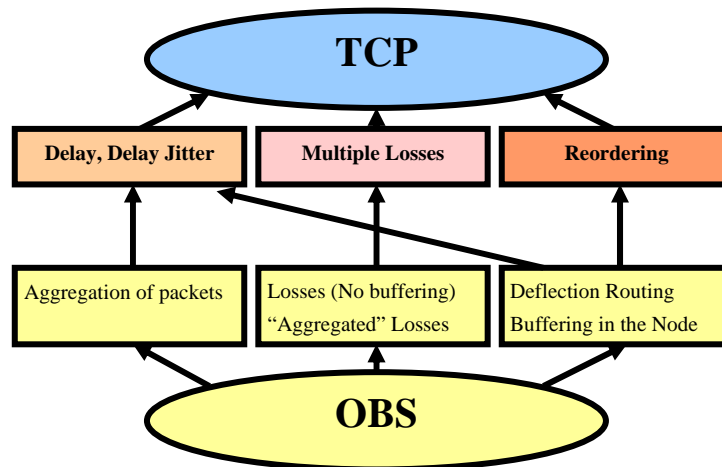 TCP
Delay, Delay Jitter
Multiple Losses
Reordering
Aggregation of packets
Losses (No buffering)
“Aggregated” Losses
Deflection Routing
Buffering in the Node
OBS